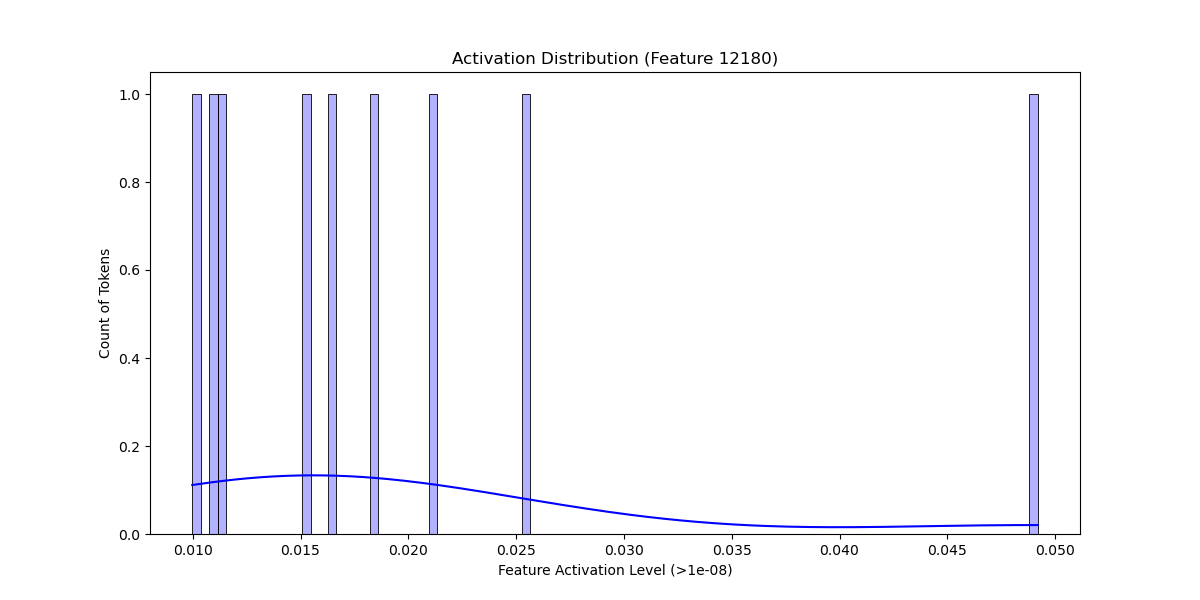 Activation Distribution (Feature 12180)
1.0
0.8
0.6
0.4
0.2
0.0
Count of Tokens
0.010 0.015 0.020 0.025 0.030 0.035 0.040 0.045 0.050
Feature Activation Level (>1e-08)